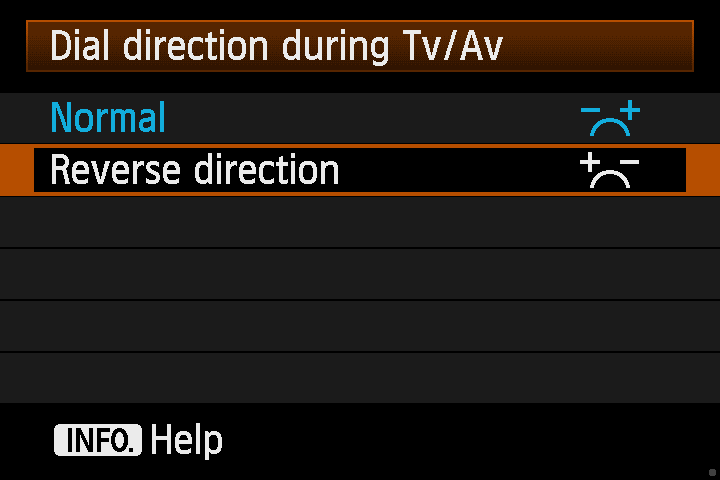 Dial direction during Tv/Av
Normal - +
Reverse direction + -
INFO. Help